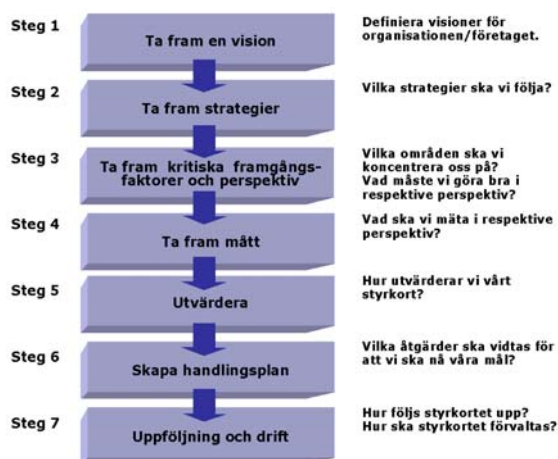 Steg 1
Ta fram en vision
Definiera visioner för
organisationen/företaget.
Steg 2
Ta fram strategier
Vilka strategier ska vi följa?
Steg 3
Ta fram kritiska framgångs-
faktorer och perspektiv
Vilka områden ska vi
koncentrera oss på?
Vad måste vi göra bra i
respektive perspektiv?
Steg 4
Ta fram mått
Vad ska vi mäta i respektive
perspektiv?
Steg 5
Utvärdera
Hur utvärderar vi vårt
styrkort?
Steg 6
Skapa handlingsplan
Vilka åtgärder ska vidtas för
att vi ska nå våra mål?
Steg 7
Uppföljning och drift
Hur följs styrkortet upp?
Hur ska styrkortet förvaltas?